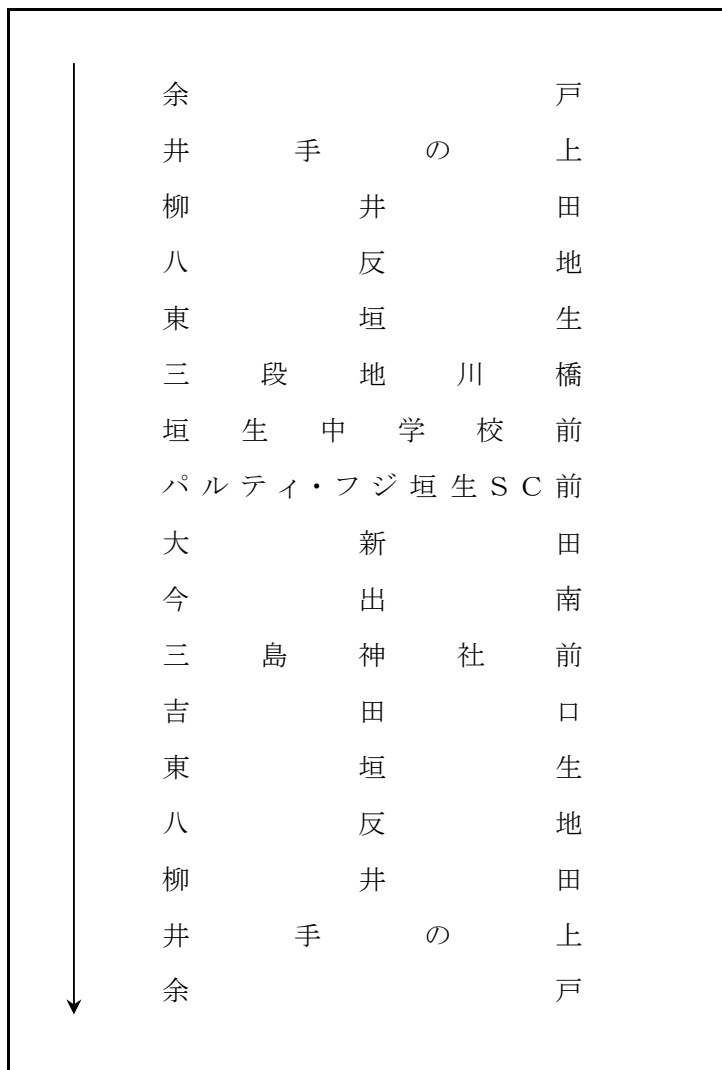 余戸
井手の上
柳井田
八反地
東垣生
三段地川橋
垣生中学校前
パルティ・フジ垣生SC前
大新田
今出南
三島神社前
吉田口
東垣生
八反地
柳井田
井手の上
余戸